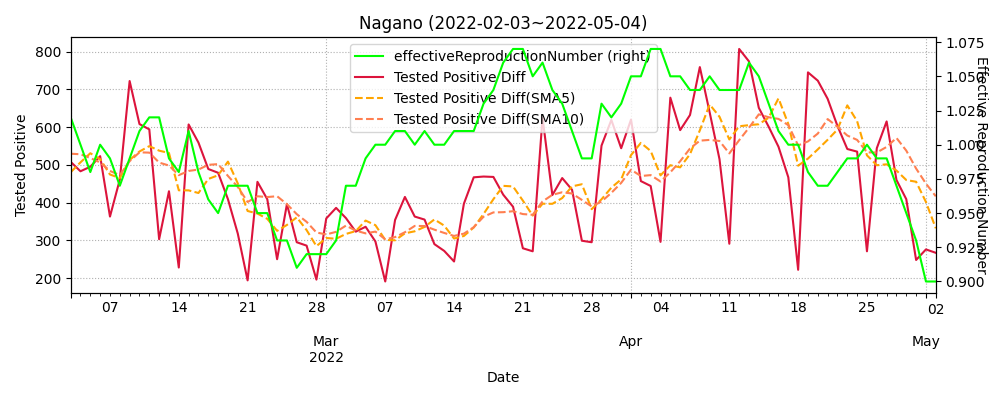 Nagano (2022-02-03~2022-05-04)
effectiveReproductionNumber (right)
Tested Positive Diff
Tested Positive Diff(SMA5)
Tested Positive Diff(SMA10)
Tested Positive
800
700
600
500
400
300
200
1.075
1.050
1.025
1.000
0.975
0.950
0.925
0.900
Effective Reproduction Number
07 14 21 28 07 14 21 28 04 11 18 25 02
Mar Apr May
2022
Date